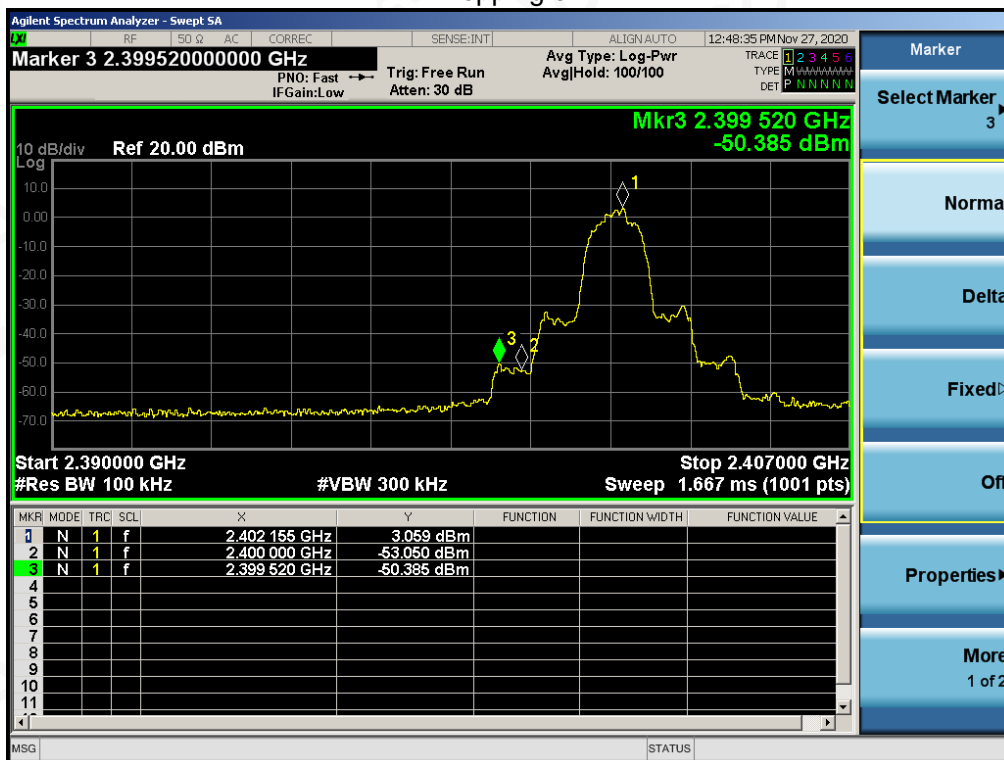 Agilent Spectrum Analyzer - Swept SA
LXI RF 50 Ω AC CORREC SENSE:INT ALIGN AUTO 12:48:35 PM Nov 27, 2020
Marker 3 2.399520000000 GHz
PNO: Fast
IFGain:Low
Trig: Free Run
Atten: 30 dB
Avg Type: Log-Pwr
Avg|Hold: 100/100
TRACE 1 2 3 4 5 6
TYPE M WWWWW
DET P N N N N N
Mkr3 2.399 520 GHz
-50.385 dBm
10 dB/div Ref 20.00 dBm
Log
10.0
0.00
-10.0
-20.0
-30.0
-40.0
-50.0
-60.0
-70.0
1
3 2
Start 2.390000 GHz Stop 2.407000 GHz
#Res BW 100 kHz #VBW 300 kHz Sweep 1.667 ms (1001 pts)
MKR MODE TRC SCL X Y FUNCTION FUNCTION WIDTH FUNCTION VALUE
1 N 1 f 2.402 155 GHz 3.059 dBm
2 N 1 f 2.400 000 GHz -53.050 dBm
3 N 1 f 2.399 520 GHz -50.385 dBm
4
5
6
7
8
9
10
11
MSG STATUS
Marker
Select Marker
3
Norma
Delta
Fixed
Off
Properties
More
1 of 2